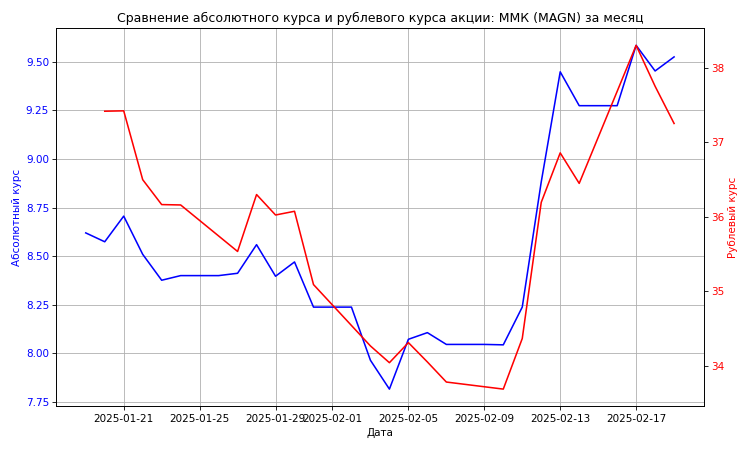 Сравнение абсолютного курса и рублевого курса акции: ММК (MAGN) за месяц
Абсолютный курс
9.50
9.25
9.00
8.75
8.50
8.25
8.00
7.75
38
37
36
35
34
Рублевый курс
2025-01-21 2025-01-25 2025-01-29 2025-02-01 2025-02-05 2025-02-09 2025-02-13 2025-02-17
Дата